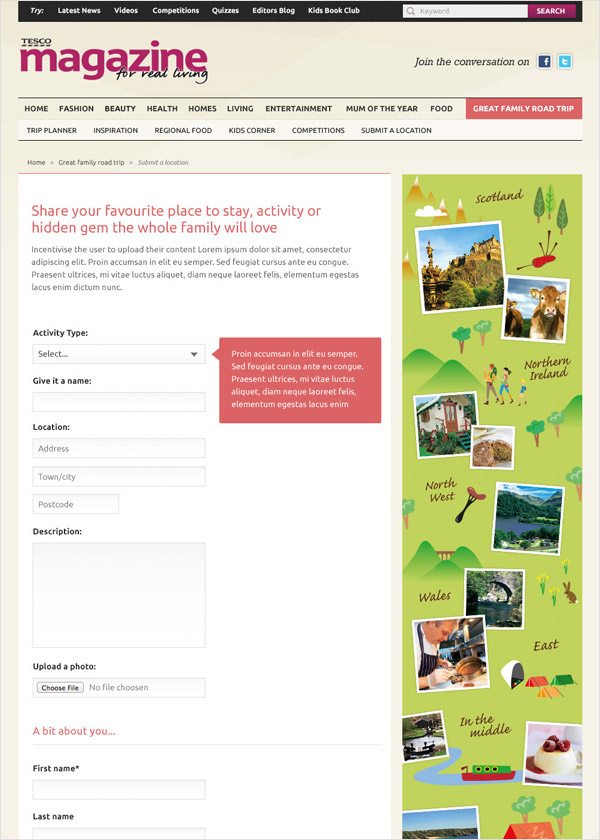 Try: Latest News Videos Competitions Quizzes Editors Blog Kids Book Club Keyword SEARCH
TESCO
magazine
for real living
Join the conversation on
HOME FASHION BEAUTY HEALTH HOMES LIVING ENTERTAINMENT MUM OF THE YEAR FOOD GREAT FAMILY ROAD TRIP
TRIP PLANNER INSPIRATION REGIONAL FOOD KIDS CORNER COMPETITIONS SUBMIT A LOCATION
Home > Great family road trip > Submit a location
Share your favourite place to stay, activity or
hidden gem the whole family will love
Incentivise the user to upload their content Lorem ipsum dolor sit amet, consectetur
adipiscing elit. Proin accumsan in elit eu semper. Sed feugiat cursus ante eu congue.
Praesent ultrices, mi vitae luctus aliquet, diam neque laoreet felis, elementum egestas
lacus enim dictum nunc.
Activity Type:
Select...
Proin accumsan in elit eu semper.
Sed feugiat cursus ante eu congue.
Praesent ultrices, mi vitae luctus
aliquet, diam neque laoreet felis,
elementum egestas lacus enim
Give it a name:
Location:
Address
Town/city
Postcode
Description:
Upload a photo:
Choose File No file choosen
A bit about you...
First name*
Last name
Scotland
Northern
Ireland
North
West
Wales
East
In the
middle